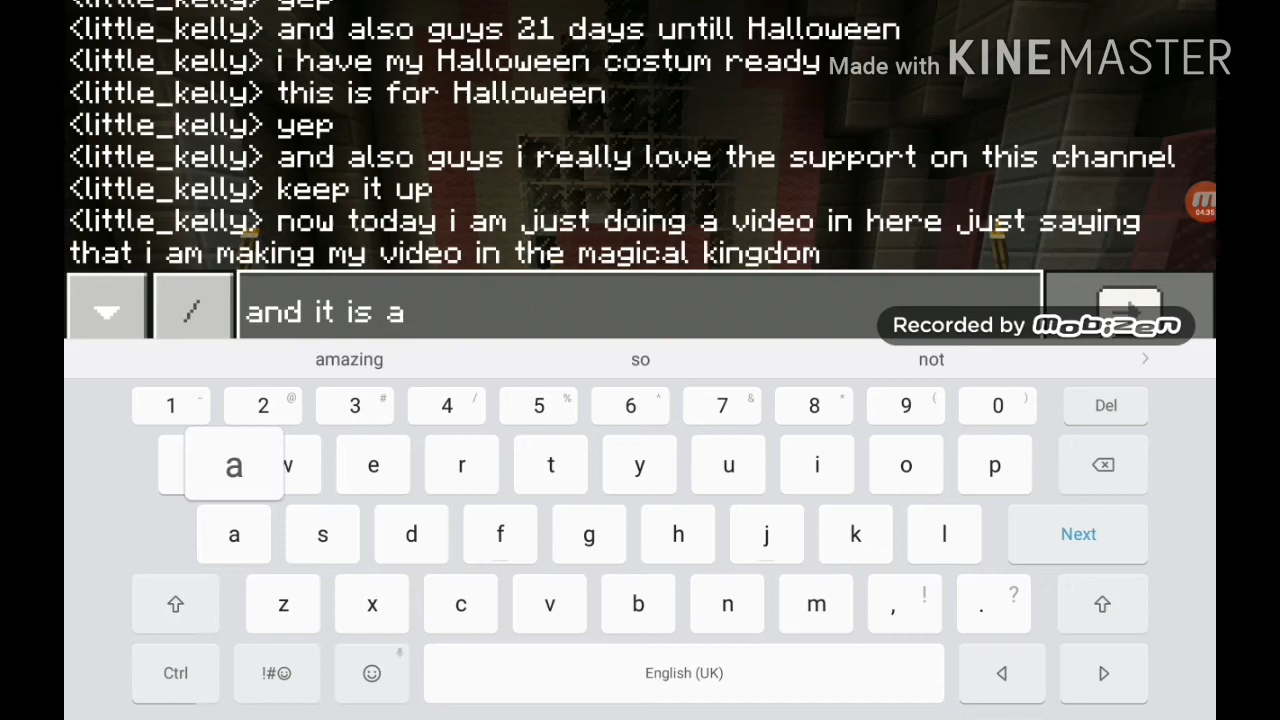 <little_kelly> yep
<little_kelly> and also guys 21 days untill Halloween
<little_kelly> i have my Halloween costum ready
Made with KINEMASTER
<little_kelly> this is for Halloween
<little_kelly> yep
<little_kelly> and also guys i really love the support on this channel
<little_kelly> keep it up
04:35
<little_kelly> now today i am just doing a video in here just saying
that i am making my video in the magical kingdom
/ and it is a
Recorded by mobizen
amazing so not >
1 - 2 @ 3 # 4 / 5 % 6 ^ 7 & 8 * 9 ( 0 ) Del
a w e r t y u i o p
a s d f g h j k l Next
z x c v b n m , ! . ?
Ctrl !#☺ English (UK)